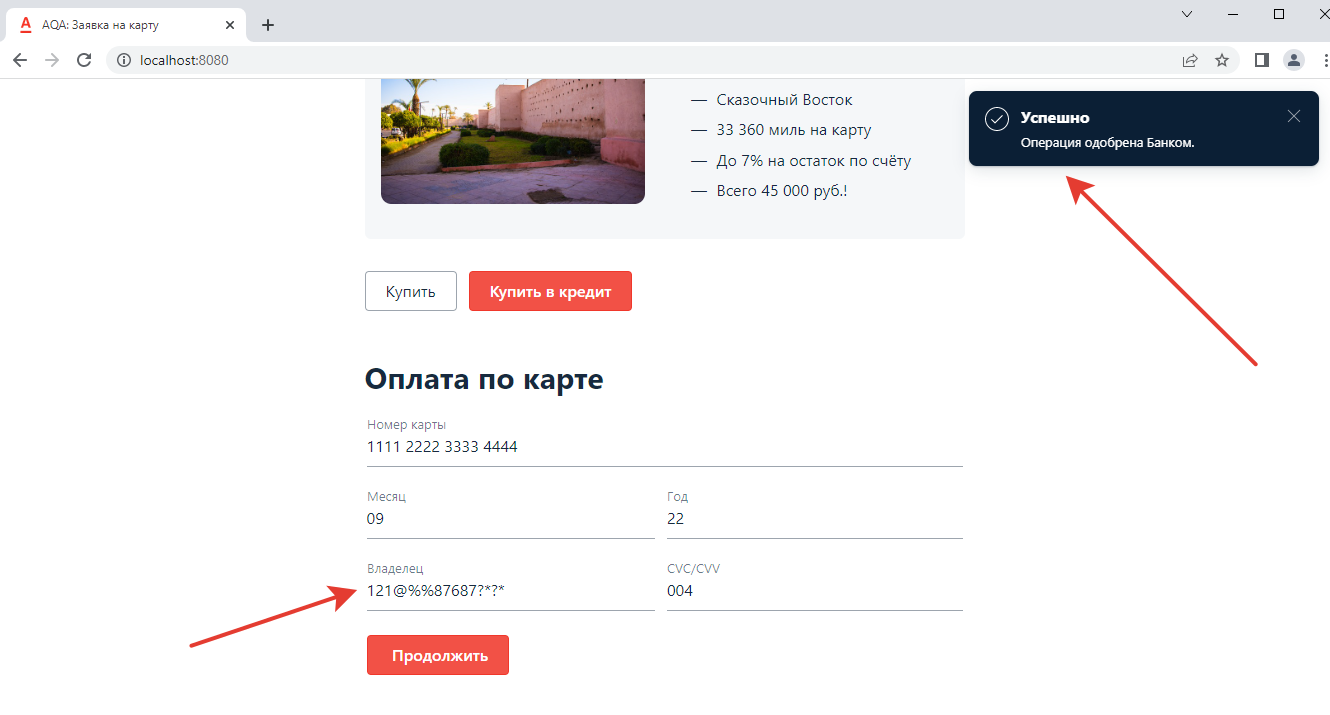 AQA: Заявка на карту
localhost:8080
— Сказочный Восток
— 33 360 миль на карту
— До 7% на остаток по счёту
— Всего 45 000 руб.!
Успешно
Операция одобрена Банком.
Купить Купить в кредит
Оплата по карте
Номер карты
1111 2222 3333 4444
Месяц Год
09 22
Владелец CVC/CVV
121@%%87687?*?* 004
Продолжить